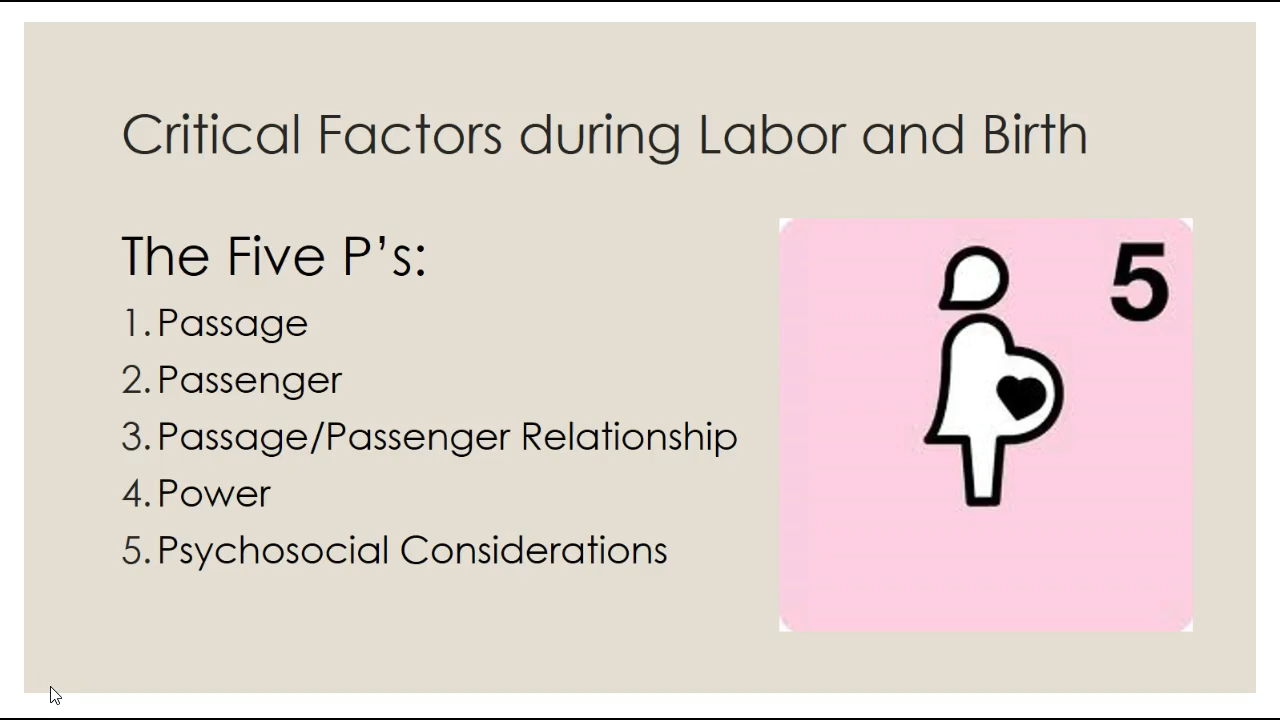 Critical Factors during Labor and Birth
The Five P’s:
1. Passage
2. Passenger
3. Passage/Passenger Relationship
4. Power
5. Psychosocial Considerations
5